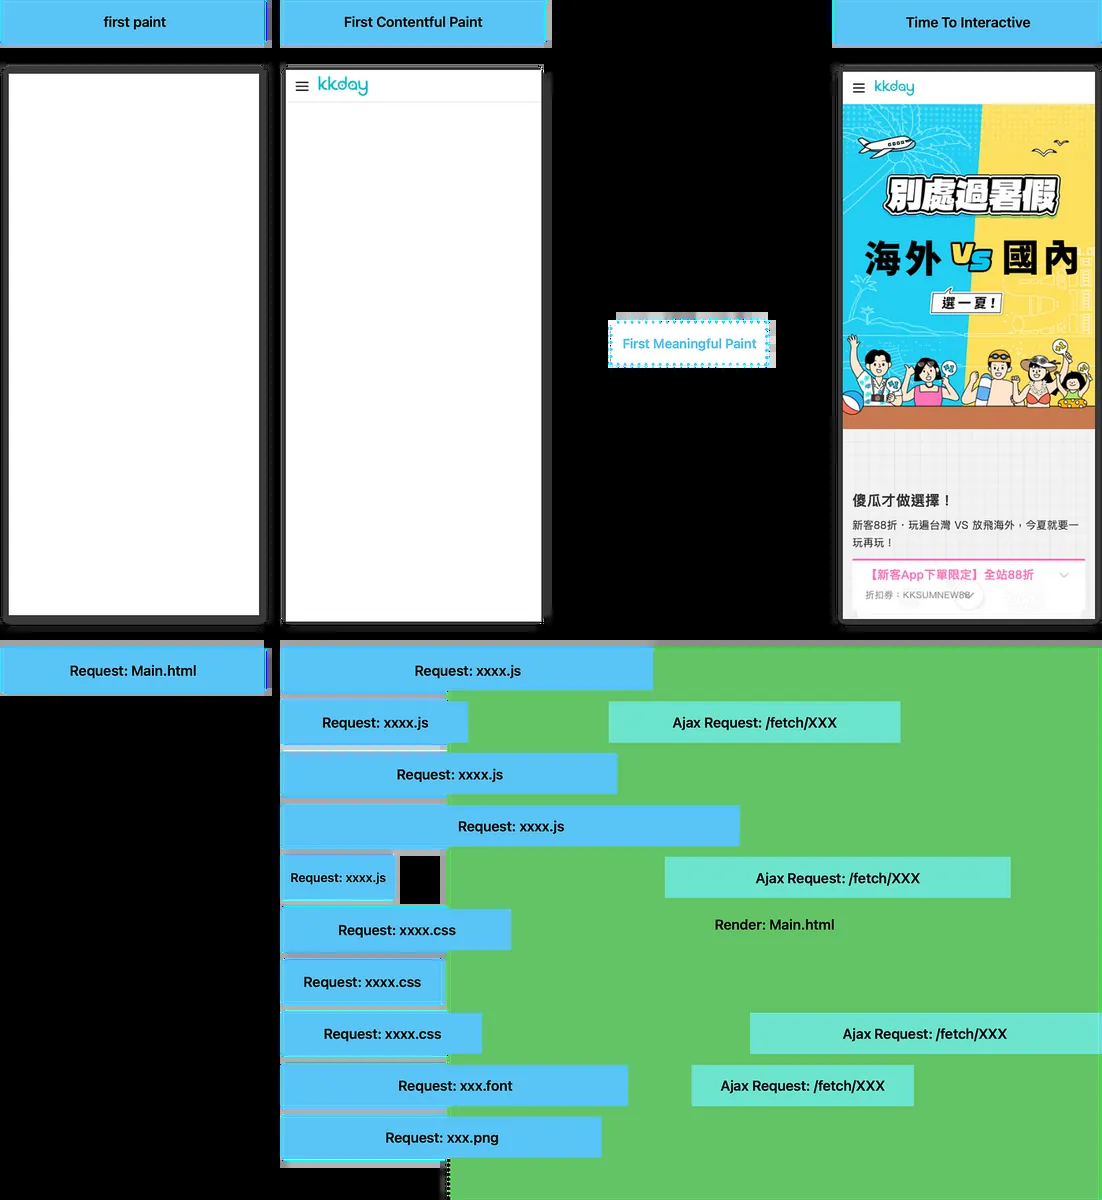 first paint
First Contentful Paint
Time To Interactive
kkday
kkday
別處過暑假
海外 VS 國內
選一夏!
First Meaningful Paint
傻瓜才做選擇！
新客88折．玩遍台灣 VS 放飛海外，今夏就要一
玩再玩！
【新客App下單限定】全站88折
折扣券：KKSUMNEW88
Request: Main.html
Request: xxxx.js
Request: xxxx.js
Ajax Request: /fetch/XXX
Request: xxxx.js
Request: xxxx.js
Request: xxxx.js
Ajax Request: /fetch/XXX
Request: xxxx.css
Render: Main.html
Request: xxxx.css
Request: xxxx.css
Ajax Request: /fetch/XXX
Request: xxx.font
Ajax Request: /fetch/XXX
Request: xxx.png